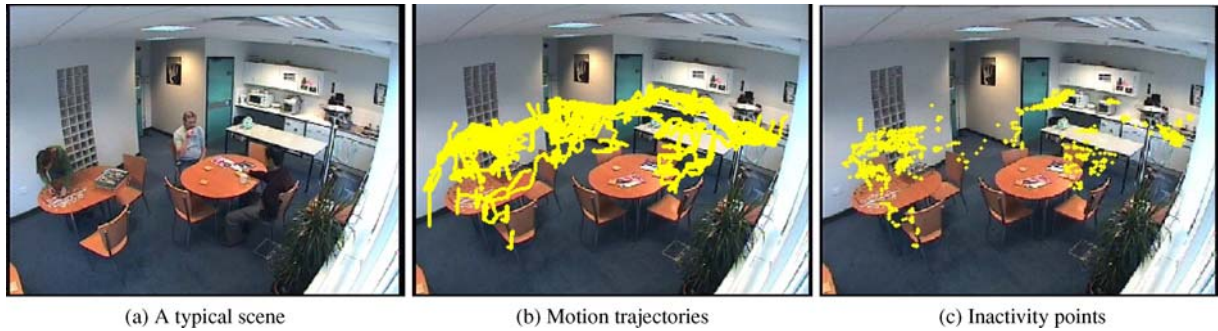 (a) A typical scene
(b) Motion trajectories
(c) Inactivity points